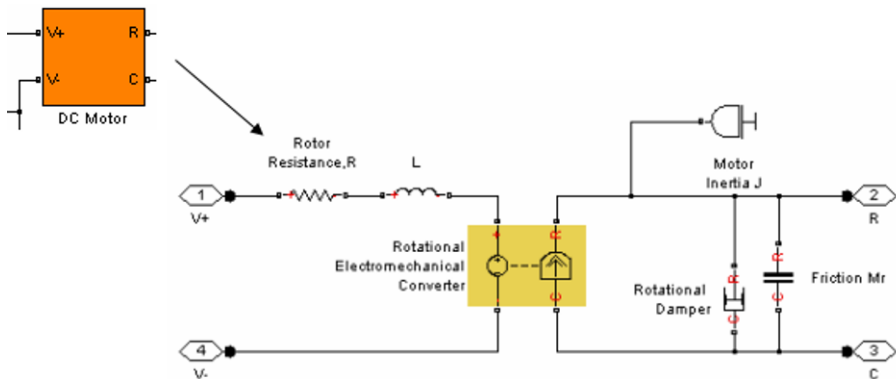 V+ R
V- C
DC Motor
Rotor
Resistance,R
L
Motor
Inertia J
1
V+
2
R
+ R
Rotational
Electromechanical
Converter
- C
R
C
R
C
Rotational
Damper
Friction Mr
4
V-
3
C